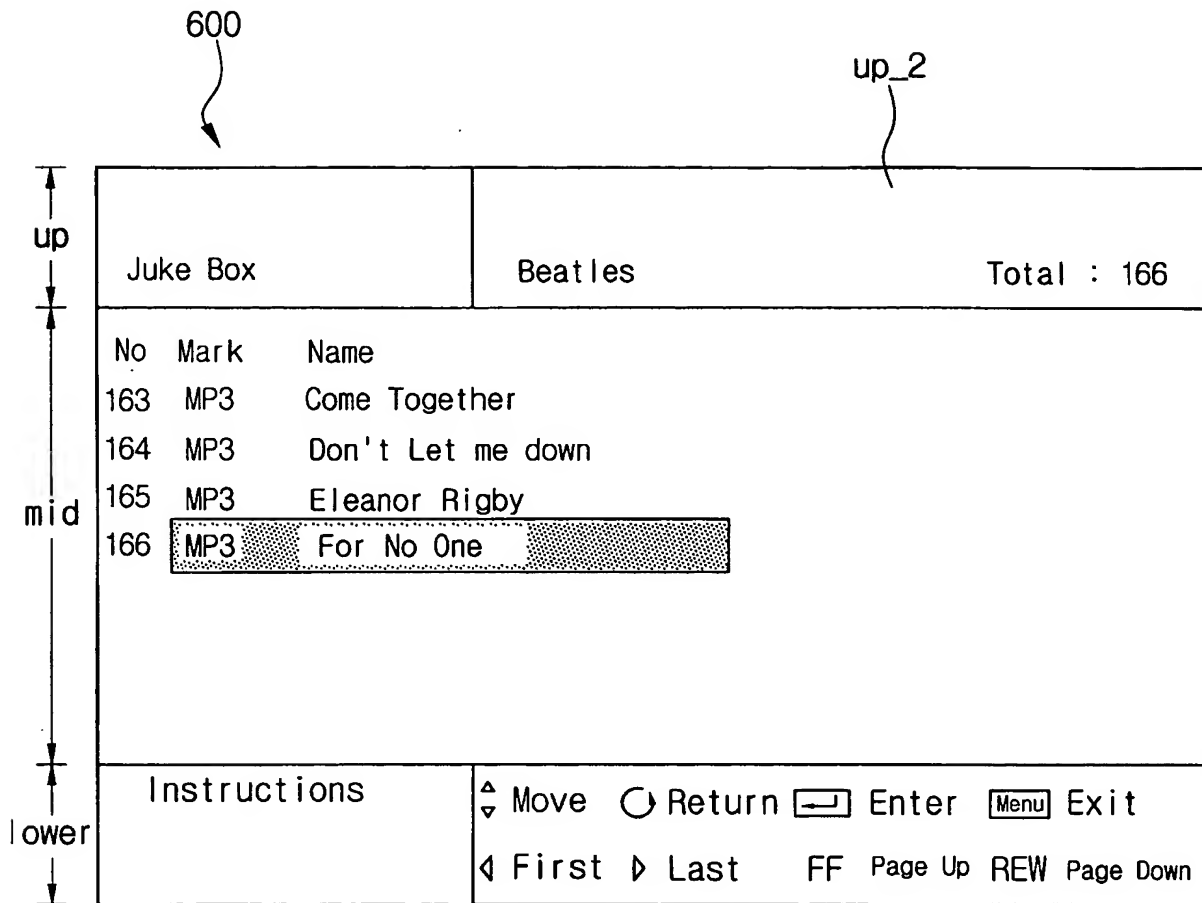 600
up_2
up
Juke Box Beatles Total : 166
No Mark Name
163 MP3 Come Together
164 MP3 Don't Let me down
mid
165 MP3 Eleanor Rigby
166 MP3 For No One
lower
Instructions Move Return Enter Menu Exit
First Last FF Page Up REW Page Down